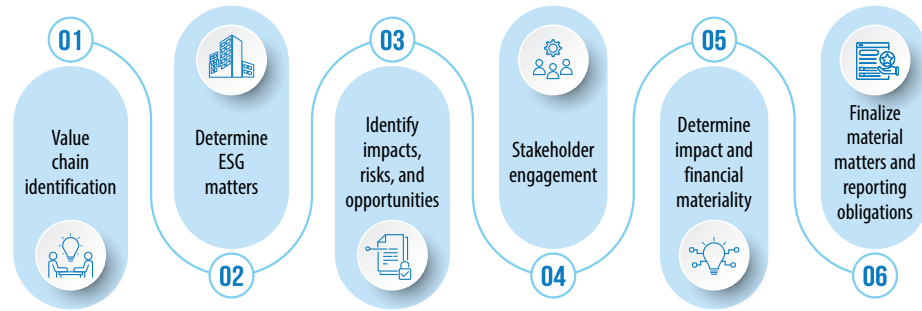 01
Value
chain
identification
Determine
ESG
matters
02
03
Identify
impacts,
risks, and
opportunities
Stakeholder
engagement
04
05
Determine
impact and
financial
materiality
Finalize
material
matters and
reporting
obligations
06